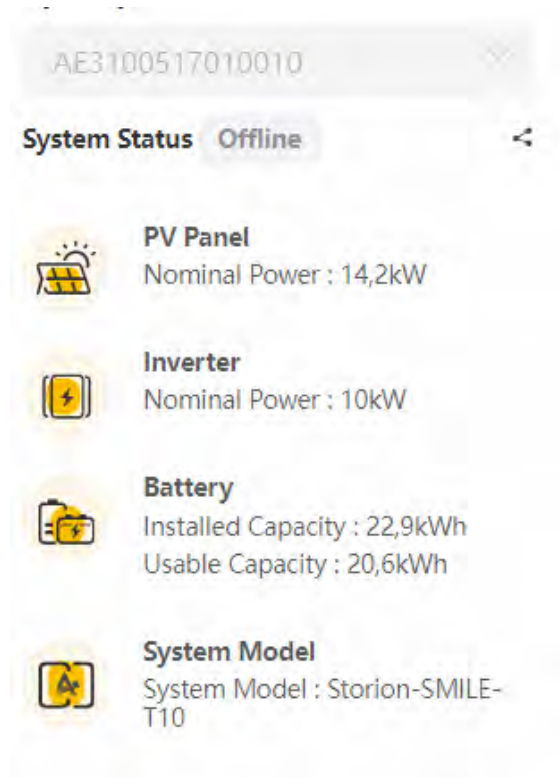 AE3100517010010
System Status Offline
PV Panel
Nominal Power : 14,2kW
Inverter
Nominal Power : 10kW
Battery
Installed Capacity : 22,9kWh
Usable Capacity : 20,6kWh
System Model
System Model : Storion-SMILE-
T10